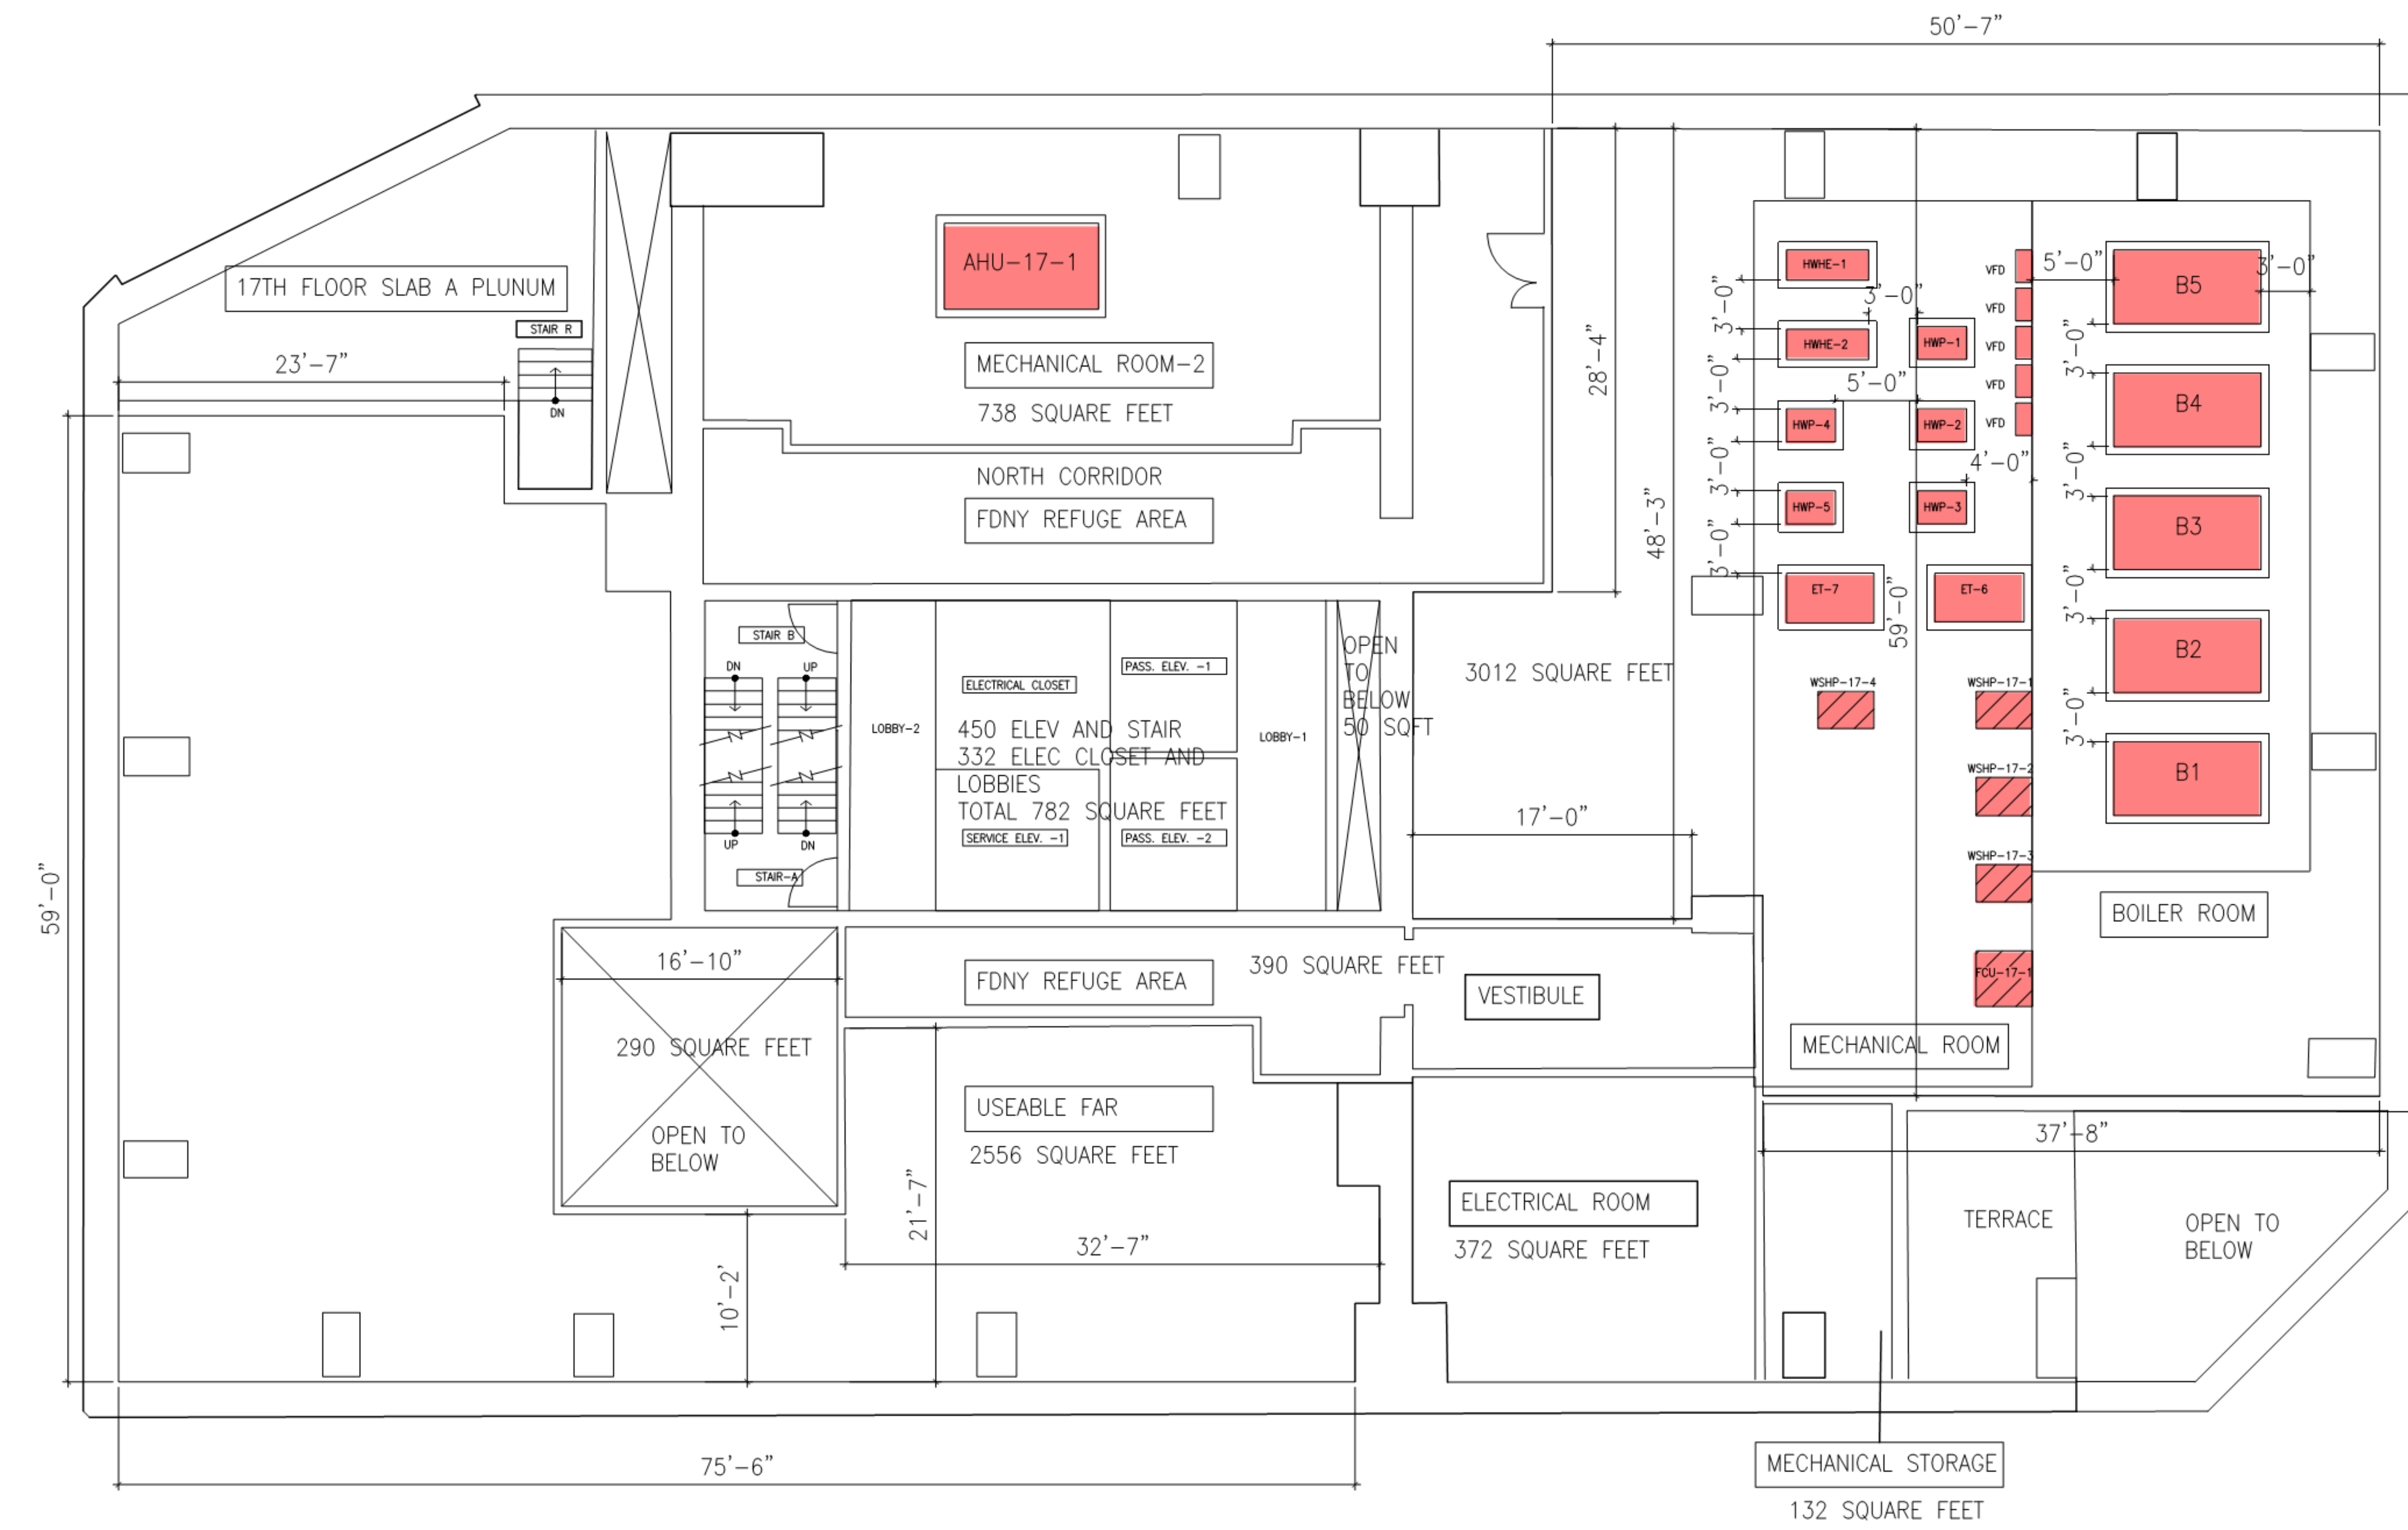 50'-7"
17TH FLOOR SLAB A PLUNUM
STAIR R
23'-7"
DN
AHU-17-1
MECHANICAL ROOM-2
738 SQUARE FEET
NORTH CORRIDOR
FDNY REFUGE AREA
28'-4"
48'-3"
HWHE-1
HWHE-2
HWP-4
HWP-5
ET-7
3'-0"
3'-0"
3'-0"
3'-0"
3'-0"
5'-0"
4'-0"
HWP-1
HWP-2
HWP-3
ET-6
59'-0"
VFD
VFD
VFD
VFD
VFD
5'-0"
3'-0"
B5
B4
B3
B2
B1
3'-0"
3'-0"
3'-0"
3'-0"
WSHP-17-4
WSHP-17-1
WSHP-17-2
WSHP-17-3
FCU-17-1
BOILER ROOM
MECHANICAL ROOM
STAIR B
DN
UP
UP
DN
STAIR-A
LOBBY-2
ELECTRICAL CLOSET
450 ELEV AND STAIR
332 ELEC CLOSET AND
LOBBIES
TOTAL 782 SQUARE FEET
SERVICE ELEV. -1
PASS. ELEV. -1
PASS. ELEV. -2
LOBBY-1
OPEN
TO
BELOW
50 SQFT
3012 SQUARE FEET
17'-0"
59'-0"
16'-10"
290 SQUARE FEET
OPEN TO
BELOW
FDNY REFUGE AREA
390 SQUARE FEET
VESTIBULE
USEABLE FAR
2556 SQUARE FEET
21'-7"
32'-7"
10'-2'
ELECTRICAL ROOM
372 SQUARE FEET
37'-8"
TERRACE
OPEN TO
BELOW
75'-6"
MECHANICAL STORAGE
132 SQUARE FEET